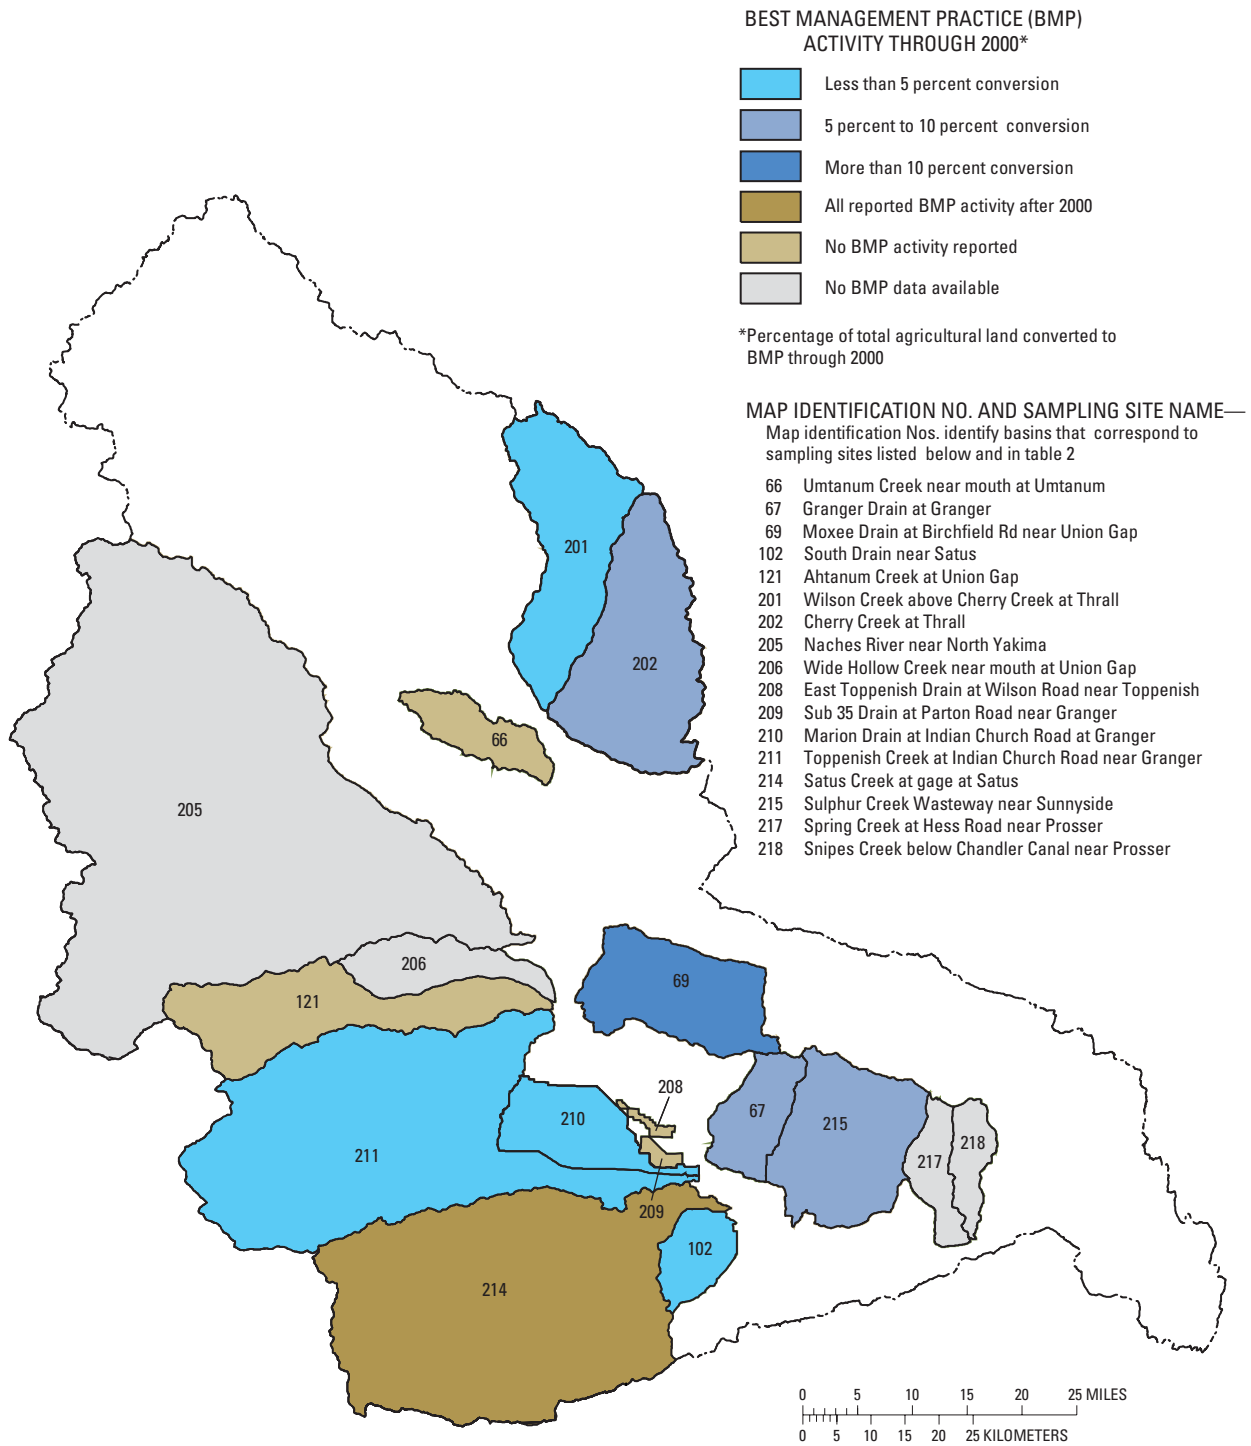 BEST MANAGEMENT PRACTICE (BMP)
ACTIVITY THROUGH 2000*
Less than 5 percent conversion
5 percent to 10 percent conversion
More than 10 percent conversion
All reported BMP activity after 2000
No BMP activity reported
No BMP data available
*Percentage of total agricultural land converted to
BMP through 2000
MAP IDENTIFICATION NO. AND SAMPLING SITE NAME—
Map identification Nos. identify basins that correspond to
sampling sites listed below and in table 2
66 Umtanum Creek near mouth at Umtanum
67 Granger Drain at Granger
69 Moxee Drain at Birchfield Rd near Union Gap
102 South Drain near Satus
121 Ahtanum Creek at Union Gap
201 Wilson Creek above Cherry Creek at Thrall
202 Cherry Creek at Thrall
205 Naches River near North Yakima
206 Wide Hollow Creek near mouth at Union Gap
208 East Toppenish Drain at Wilson Road near Toppenish
209 Sub 35 Drain at Parton Road near Granger
210 Marion Drain at Indian Church Road at Granger
211 Toppenish Creek at Indian Church Road near Granger
214 Satus Creek at gage at Satus
215 Sulphur Creek Wasteway near Sunnyside
217 Spring Creek at Hess Road near Prosser
218 Snipes Creek below Chandler Canal near Prosser
201
202
66
205
206
121
69
208
210
67
215
218
211
217
209
102
214
0 5 10 15 20 25 MILES
0 5 10 15 20 25 KILOMETERS